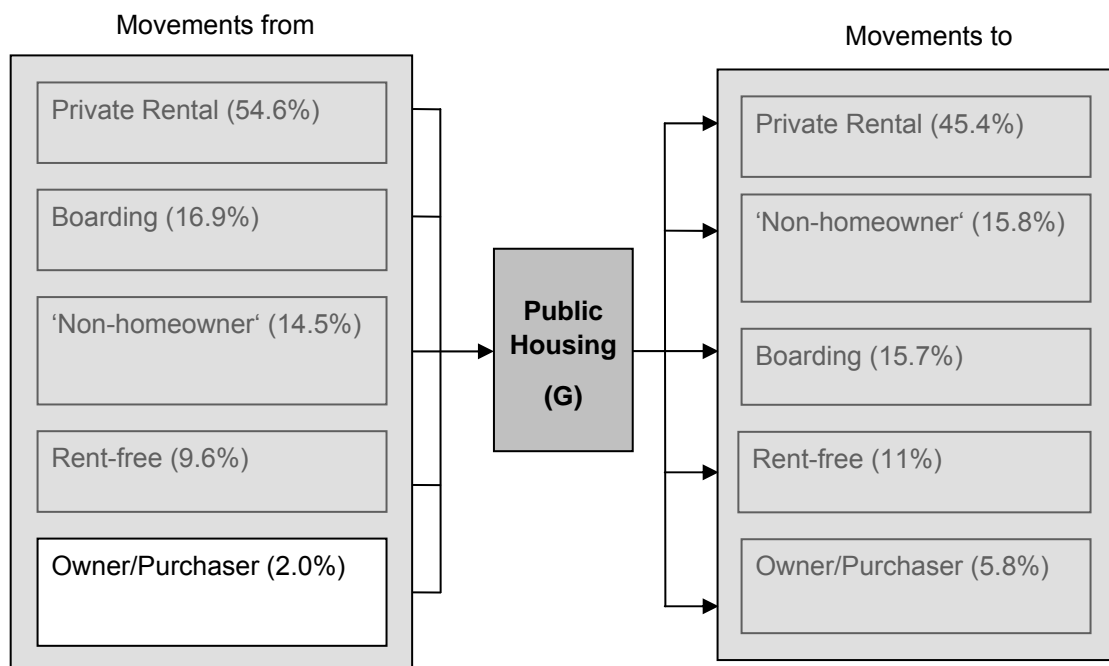 Movements from
Private Rental (54.6%)
Boarding (16.9%)
‘Non-homeowner‘ (14.5%)
Rent-free (9.6%)
Owner/Purchaser (2.0%)
Public
Housing
(G)
Movements to
Private Rental (45.4%)
‘Non-homeowner‘ (15.8%)
Boarding (15.7%)
Rent-free (11%)
Owner/Purchaser (5.8%)